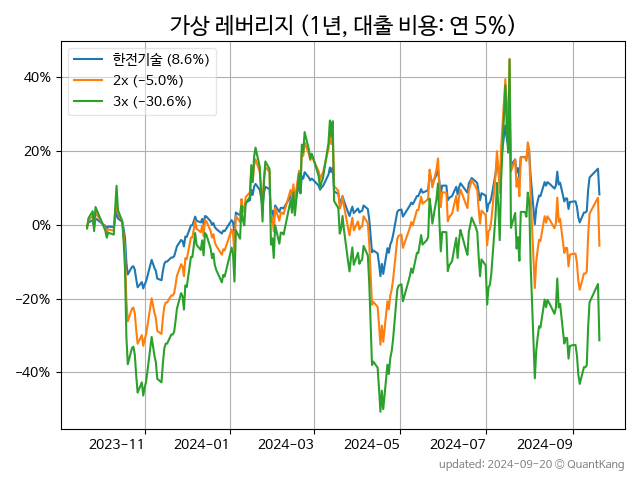 가상 레버리지 (1년, 대출 비용: 연 5%)
한전기술 (8.6%)
2x (−5.0%)
3x (−30.6%)
40%
20%
0%
−20%
−40%
2023-11 2024-01 2024-03 2024-05 2024-07 2024-09
updated: 2024-09-20 © QuantKang